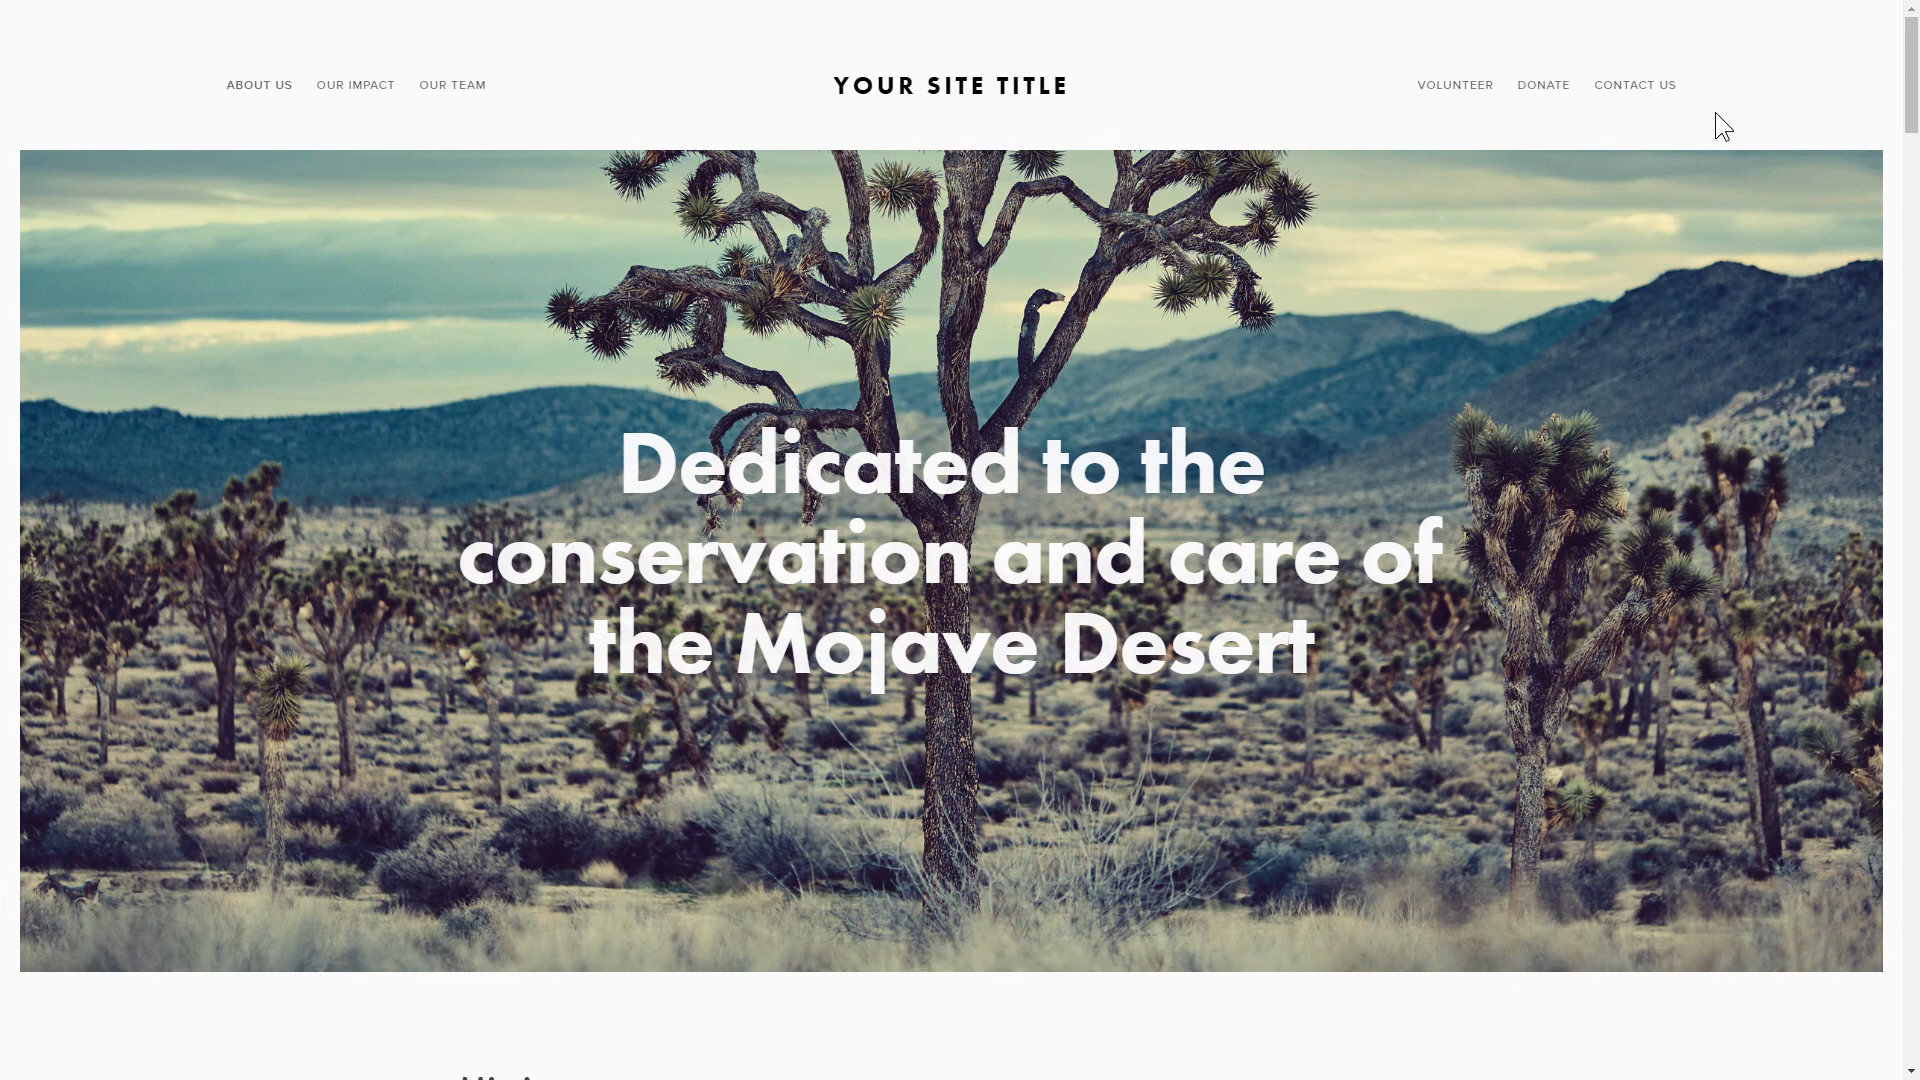 ABOUT US OUR IMPACT OUR TEAM YOUR SITE TITLE VOLUNTEER DONATE CONTACT US
Dedicated to the
conservation and care of
the Mojave Desert